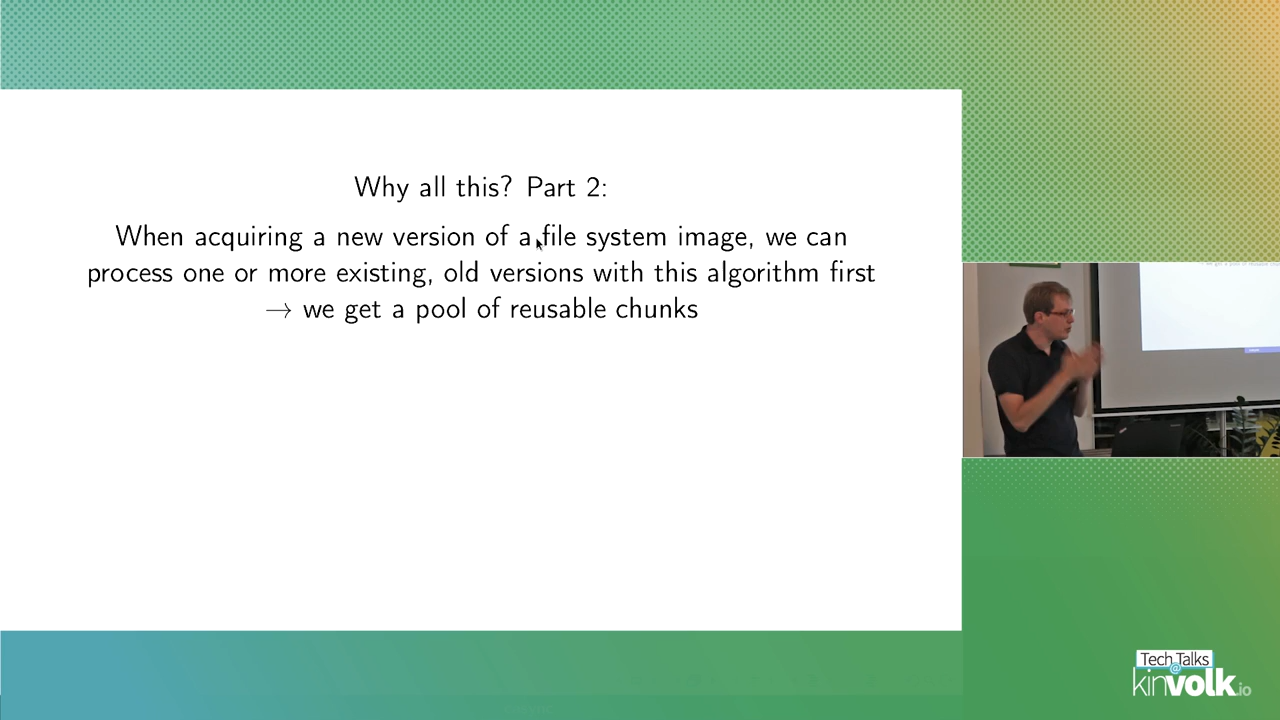 Why all this? Part 2:
When acquiring a new version of a file system image, we can
process one or more existing, old versions with this algorithm first
→ we get a pool of reusable chunks
Tech Talks
@
kinvolk.io